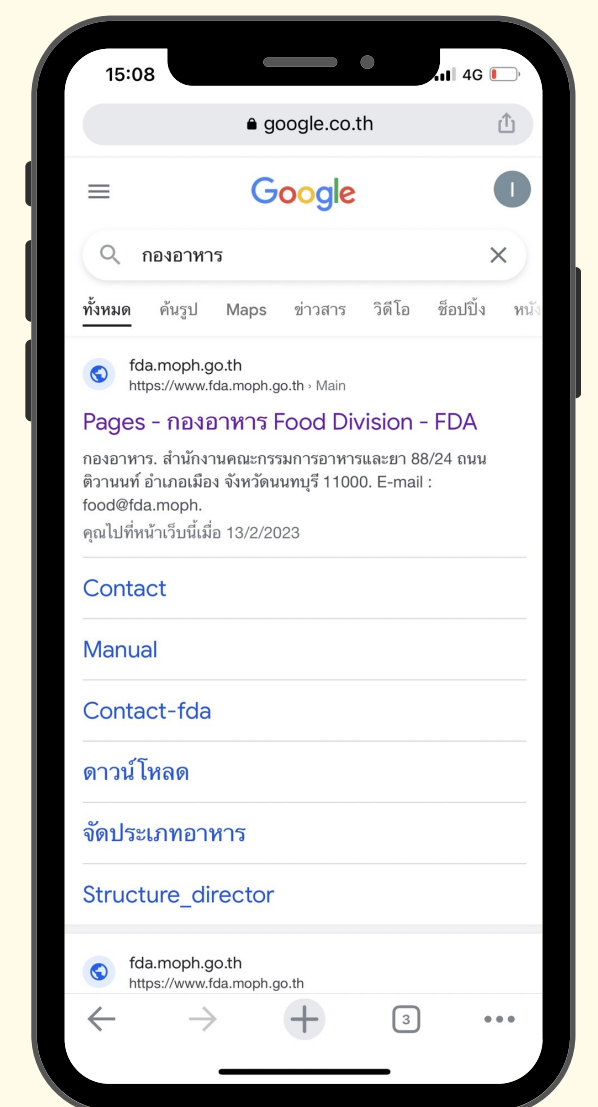 15:08
4G
google.co.th
Google
I
กองอาหาร
ทั้งหมด ค้นรูป Maps ข่าวสาร วิดีโอ ช็อปปิ้ง หนัง
fda.moph.go.th
https://www.fda.moph.go.th › Main
Pages - กองอาหาร Food Division - FDA
กองอาหาร. สำนักงานคณะกรรมการอาหารและยา 88/24 ถนน
ติวานนท์ อำเภอเมือง จังหวัดนนทบุรี 11000. E-mail :
food@fda.moph.
คุณไปที่หน้าเว็บนี้เมื่อ 13/2/2023
Contact
Manual
Contact-fda
ดาวน์โหลด
จัดประเภทอาหาร
Structure_director
fda.moph.go.th
https://www.fda.moph.go.th
3